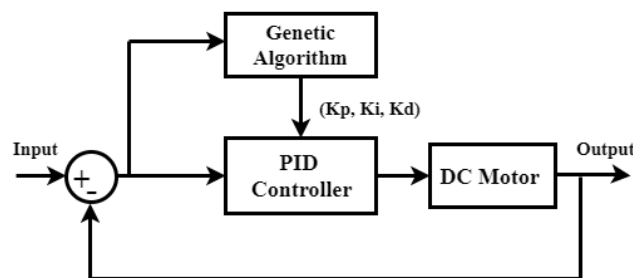 Genetic
Algorithm
(Kp, Ki, Kd)
Input
+
-
PID
Controller
DC Motor
Output